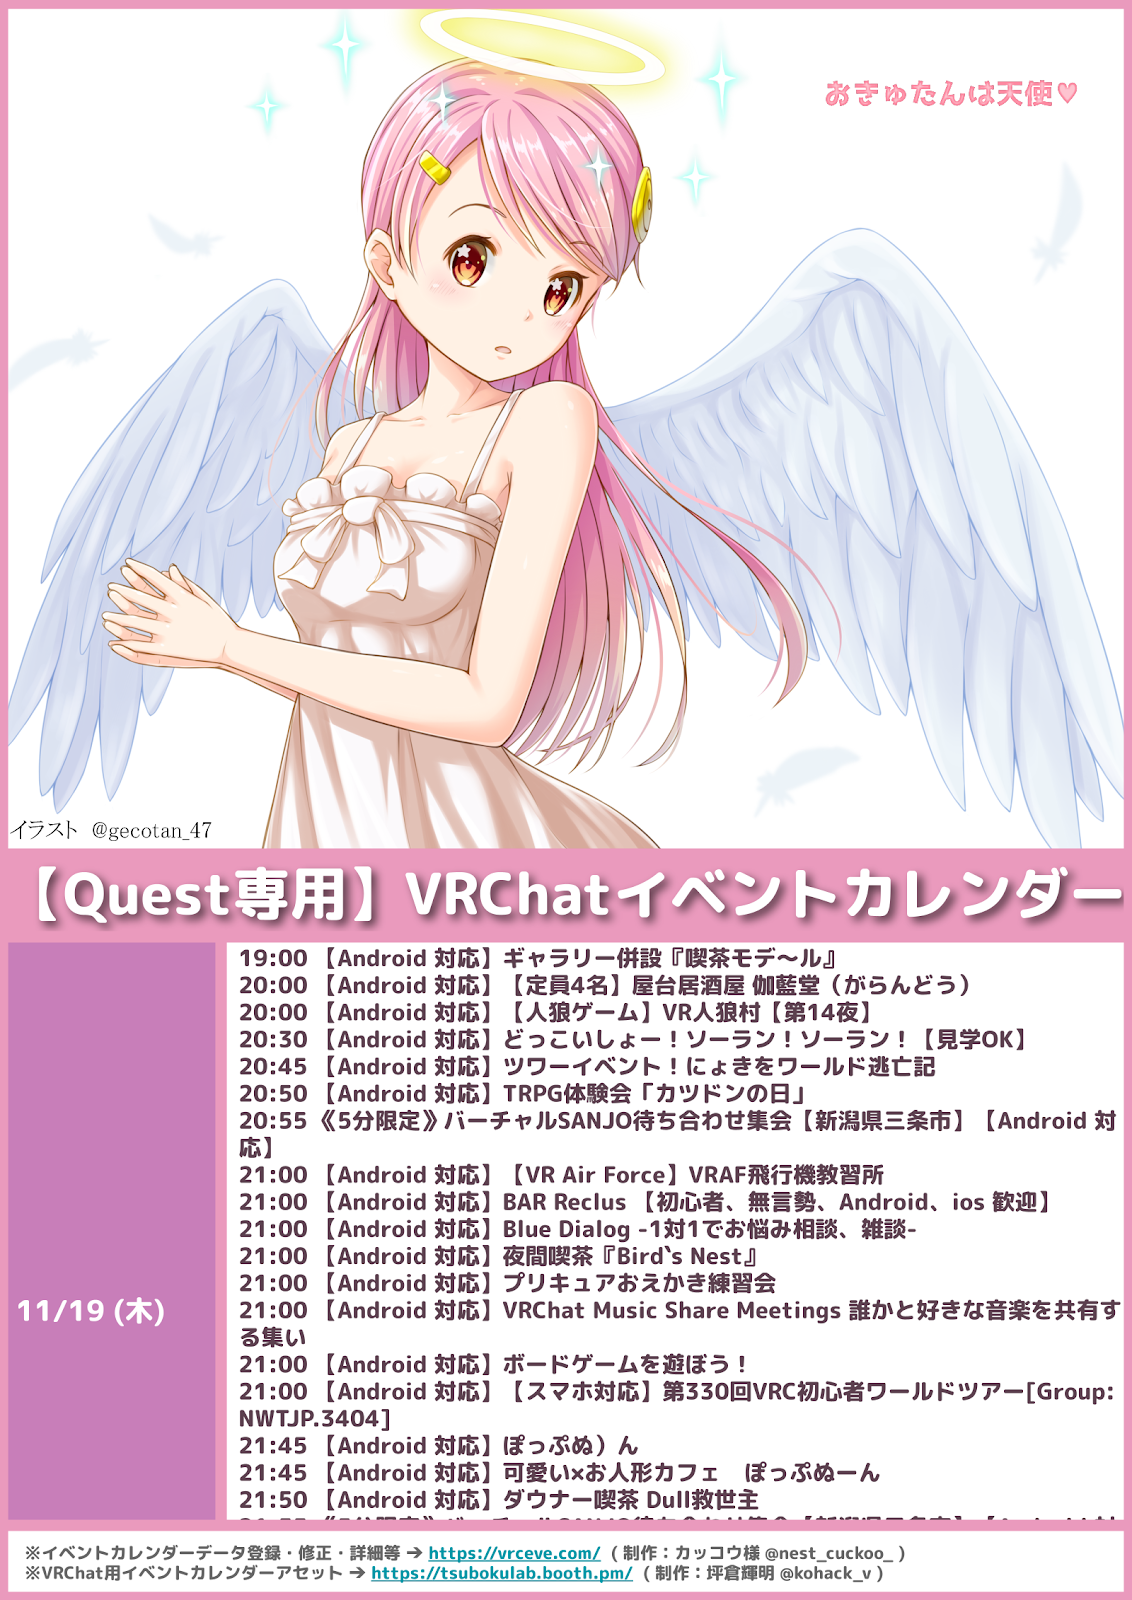 おきゅたんは天使♥
イラスト @gecotan_47
【Quest専用】VRChatイベントカレンダー
11/19 (木)
19:00 【Android 対応】ギャラリー併設『喫茶モデ～ル』
20:00 【Android 対応】【定員4名】屋台居酒屋 伽藍堂（がらんどう）
20:00 【Android 対応】【人狼ゲーム】VR人狼村【第14夜】
20:30 【Android 対応】どっこいしょー！ソーラン！ソーラン！【見学OK】
20:45 【Android 対応】ツワーイベント！にょきをワールド逃亡記
20:50 【Android 対応】TRPG体験会「カツドンの日」
20:55 《5分限定》バーチャルSANJO待ち合わせ集会【新潟県三条市】【Android 対
応】
21:00 【Android 対応】【VR Air Force】VRAF飛行機教習所
21:00 【Android 対応】BAR Reclus 【初心者、無言勢、Android、ios 歓迎】
21:00 【Android 対応】Blue Dialog -1対1でお悩み相談、雑談-
21:00 【Android 対応】夜間喫茶『Bird`s Nest』
21:00 【Android 対応】プリキュアおえかき練習会
21:00 【Android 対応】VRChat Music Share Meetings 誰かと好きな音楽を共有す
る集い
21:00 【Android 対応】ボードゲームを遊ぼう！
21:00 【Android 対応】【スマホ対応】第330回VRC初心者ワールドツアー[Group:
NWTJP.3404]
21:45 【Android 対応】ぽっぷぬ）ん
21:45 【Android 対応】可愛い×お人形カフェ　ぽっぷぬーん
21:50 【Android 対応】ダウナー喫茶 Dull救世主
※イベントカレンダーデータ登録・修正・詳細等 ➔ https://vrceve.com/ ( 制作：カッコウ様 @nest_cuckoo_ )
※VRChat用イベントカレンダーアセット ➔ https://tsubokulab.booth.pm/ ( 制作：坪倉輝明 @kohack_v )